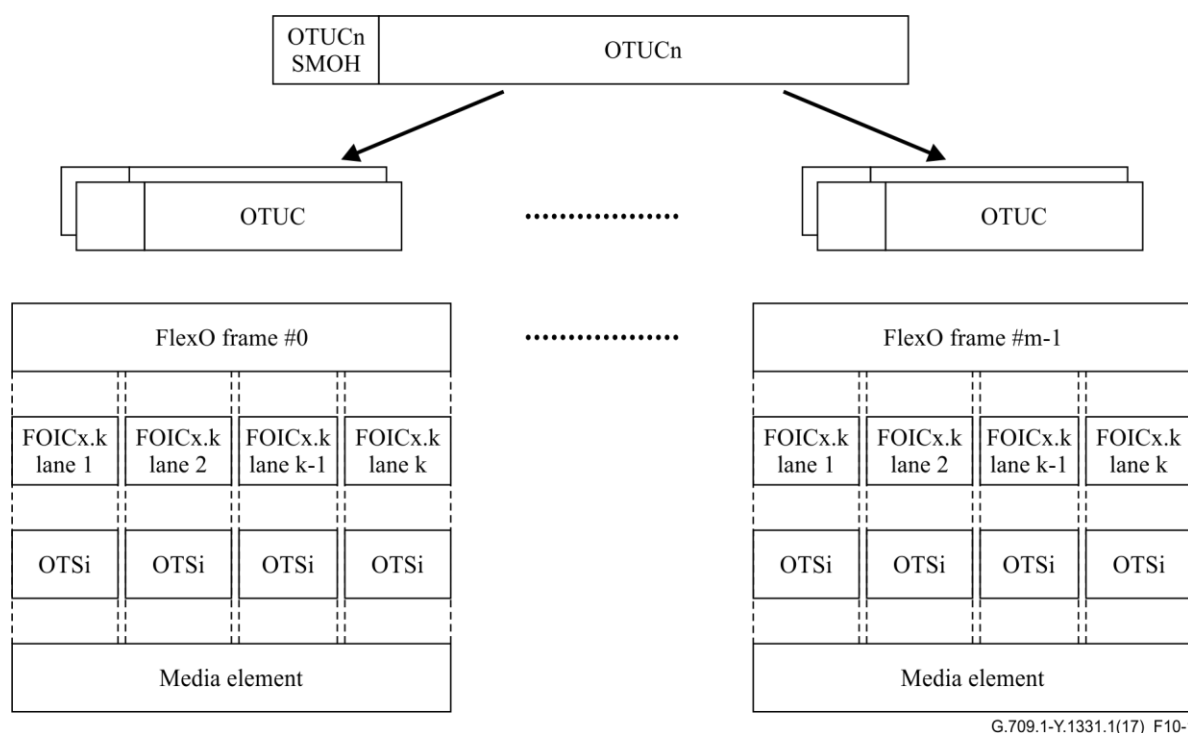 OTUCn
SMOH
OTUCn
OTUC
OTUC
FlexO frame #0
FlexO frame #m-1
FOICx.k
lane 1
FOICx.k
lane 2
FOICx.k
lane k-1
FOICx.k
lane k
FOICx.k
lane 1
FOICx.k
lane 2
FOICx.k
lane k-1
FOICx.k
lane k
OTSi
OTSi
OTSi
OTSi
OTSi
OTSi
OTSi
OTSi
Media element
Media element
G.709.1-Y.1331.1(17)_F10-